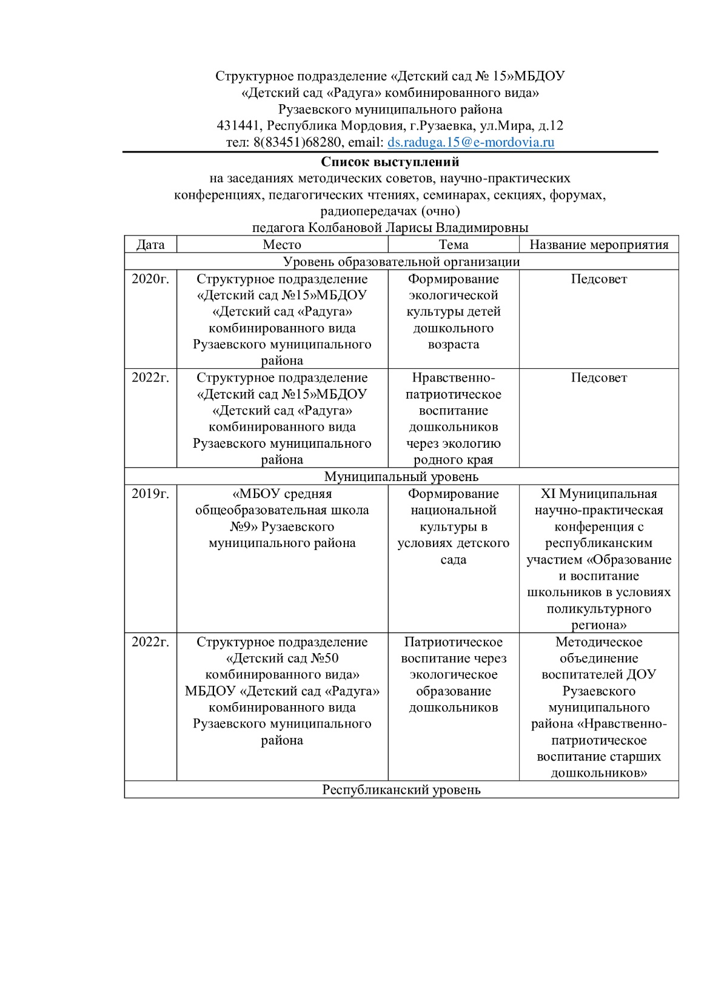 Структурное подразделение «Детский сад № 15»МБДОУ
«Детский сад «Радуга» комбинированного вида»
Рузаевского муниципального района
431441, Республика Мордовия, г.Рузаевка, ул.Мира, д.12
тел: 8(83451)68280, email: ds.raduga.15@e-mordovia.ru
Список выступлений
на заседаниях методических советов, научно-практических
конференциях, педагогических чтениях, семинарах, секциях, форумах,
радиопередачах (очно)
педагога Колбановой Ларисы Владимировны
Дата Место Тема Название мероприятия
Уровень образовательной организации
2020г.
Структурное подразделение
«Детский сад №15»МБДОУ
«Детский сад «Радуга»
комбинированного вида
Рузаевского муниципального
района
Формирование
экологической
культуры детей
дошкольного
возраста
Педсовет
2022г.
Структурное подразделение
«Детский сад №15»МБДОУ
«Детский сад «Радуга»
комбинированного вида
Рузаевского муниципального
района
Нравственно-
патриотическое
воспитание
дошкольников
через экологию
родного края
Педсовет
Муниципальный уровень
2019г.
«МБОУ средняя
общеобразовательная школа
№9» Рузаевского
муниципального района
Формирование
национальной
культуры в
условиях детского
сада
XI Муниципальная
научно-практическая
конференция с
республиканским
участием «Образование
и воспитание
школьников в условиях
поликультурного
региона»
2022г.
Структурное подразделение
«Детский сад №50
комбинированного вида»
МБДОУ «Детский сад «Радуга»
комбинированного вида
Рузаевского муниципального
района
Патриотическое
воспитание через
экологическое
образование
дошкольников
Методическое
объединение
воспитателей ДОУ
Рузаевского
муниципального
района «Нравственно-
патриотическое
воспитание старших
дошкольников»
Республиканский уровень